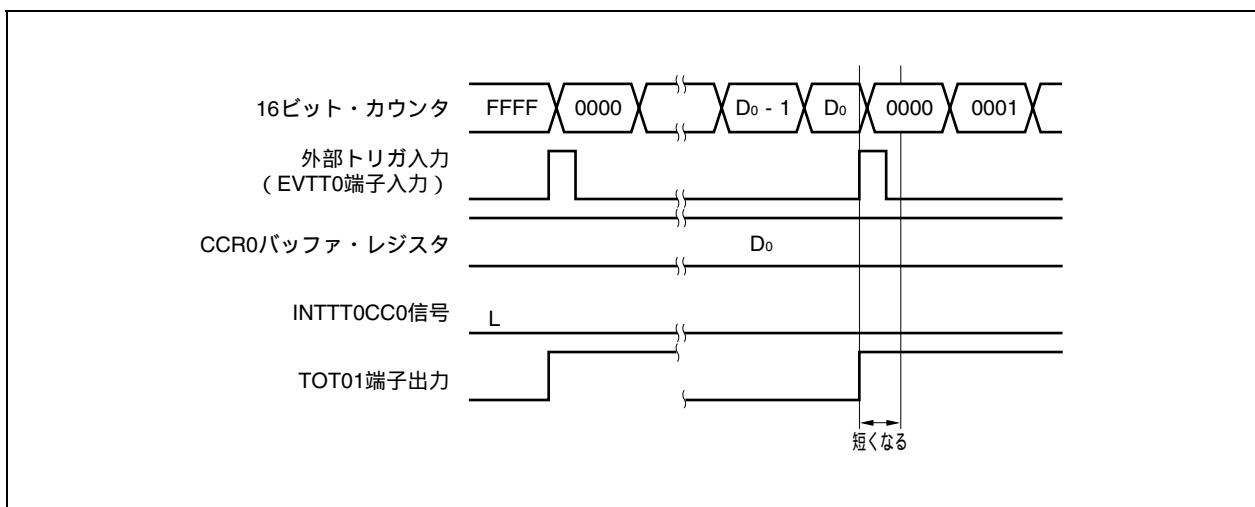 16ビット・カウンタ
FFFF 0000 D0 - 1 D0 0000 0001
外部トリガ入力
(EVTT0端子入力)
CCR0バッファ・レジスタ
D0
INTTT0CC0信号
L
TOT01端子出力
短くなる